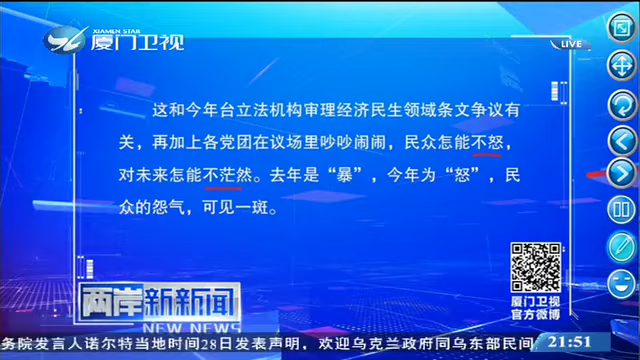 XIAMEN STAR
厦门卫视
LIVE
这和今年台立法机构审理经济民生领域条文争议有
关，再加上各党团在议场里吵吵闹闹，民众怎能不怒，
对未来怎能不茫然。去年是“暴”，今年为“怒”，民
众的怨气，可见一斑。
厦门卫视
官方微博
两岸新新闻
NEW NEWS
务院发言人诺尔特当地时间28日发表声明，欢迎乌克兰政府同乌东部民间
21:51